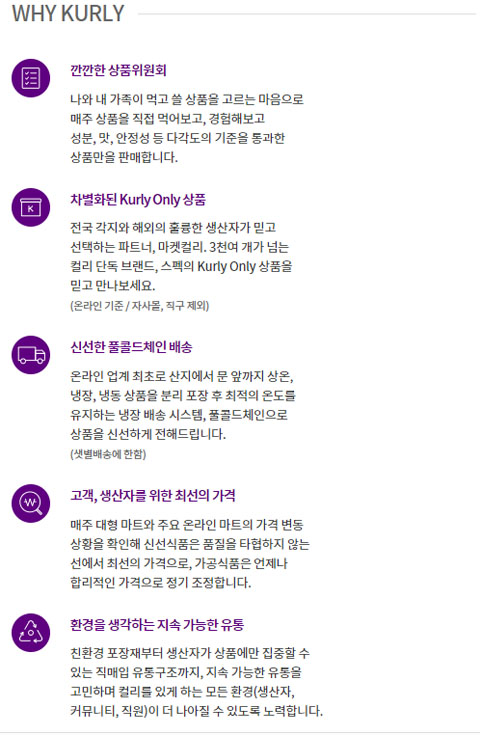 WHY KURLY
깐깐한 상품위원회
나와 내 가족이 먹고 쓸 상품을 고르는 마음으로
매주 상품을 직접 먹어보고, 경험해보고
성분, 맛, 안정성 등 다각도의 기준을 통과한
상품만을 판매합니다.
차별화된 Kurly Only 상품
전국 각지와 해외의 훌륭한 생산자가 믿고
선택하는 파트너, 마켓컬리. 3천여 개가 넘는
컬리 단독 브랜드, 스펙의 Kurly Only 상품을
믿고 만나보세요.
(온라인 기준 / 자사몰, 직구 제외)
신선한 풀콜드체인 배송
온라인 업계 최초로 산지에서 문 앞까지 상온,
냉장, 냉동 상품을 분리 포장 후 최적의 온도를
유지하는 냉장 배송 시스템, 풀콜드체인으로
상품을 신선하게 전해드립니다.
(샛별배송에 한함)
고객, 생산자를 위한 최선의 가격
매주 대형 마트와 주요 온라인 마트의 가격 변동
상황을 확인해 신선식품은 품질을 타협하지 않는
선에서 최선의 가격으로, 가공식품은 언제나
합리적인 가격으로 정기 조정합니다.
환경을 생각하는 지속 가능한 유통
친환경 포장재부터 생산자가 상품에만 집중할 수
있는 직매입 유통구조까지, 지속 가능한 유통을
고민하며 컬리를 있게 하는 모든 환경(생산자,
커뮤니티, 직원)이 더 나아질 수 있도록 노력합니다.